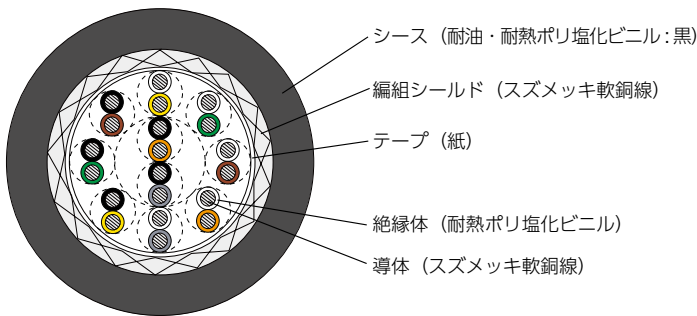 シース（耐油・耐熱ポリ塩化ビニル：黒）
編組シールド（スズメッキ軟銅線）
テープ（紙）
絶縁体（耐熱ポリ塩化ビニル）
導体（スズメッキ軟銅線）